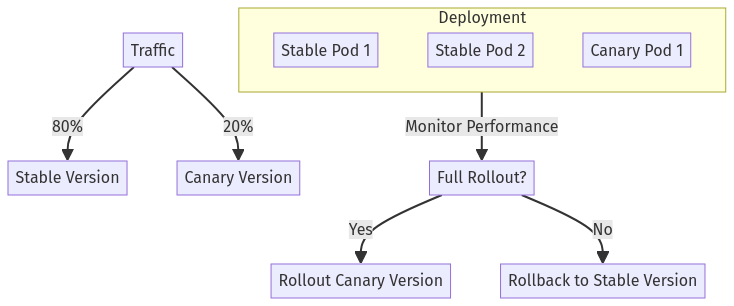 Deployment
Traffic
Stable Pod 1
Stable Pod 2
Canary Pod 1
80%
20%
Monitor Performance
Stable Version
Canary Version
Full Rollout?
Yes
No
Rollout Canary Version
Rollback to Stable Version